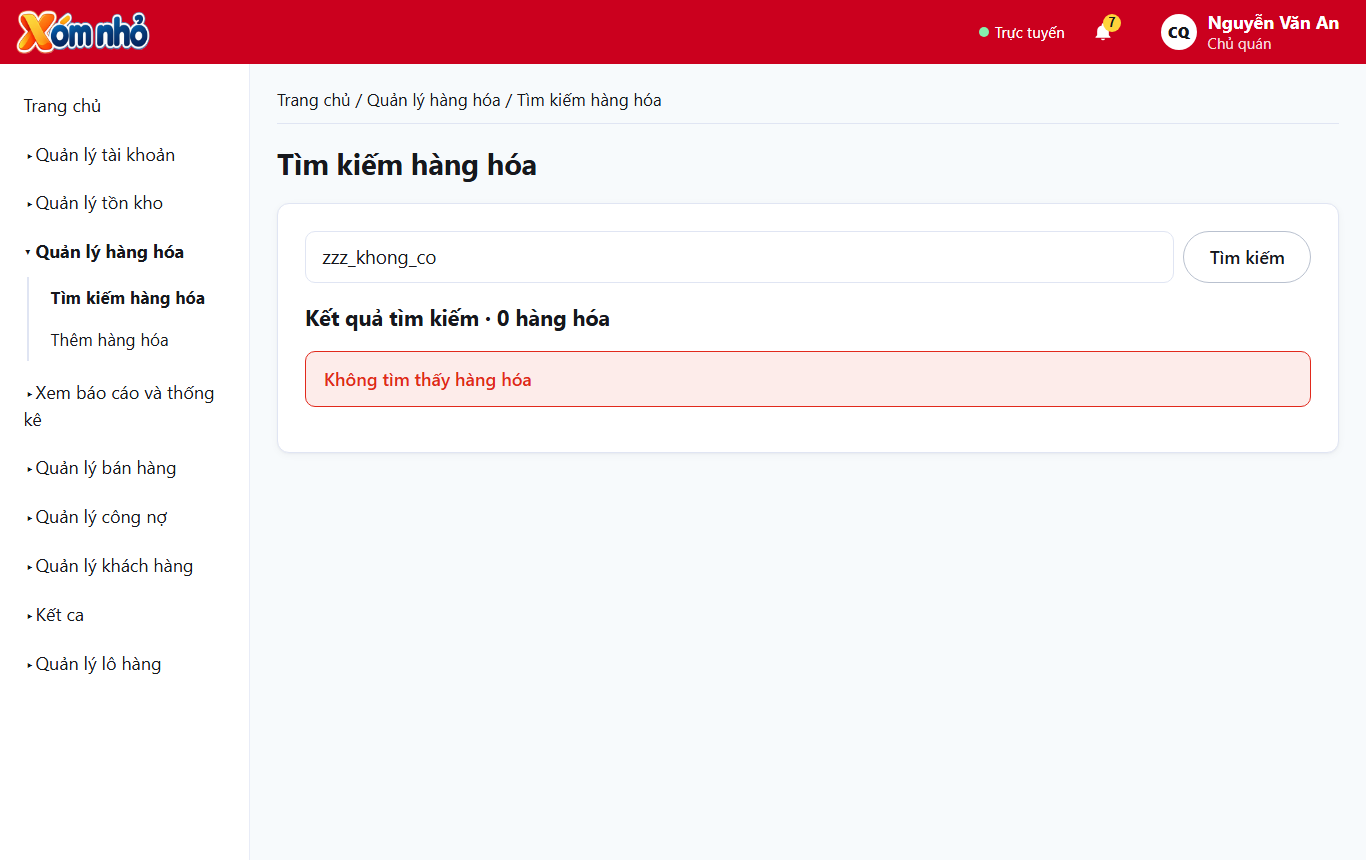 Xóm nhỏ
Trực tuyến
7
CQ
Nguyễn Văn An
Chủ quán
Trang chủ
Quản lý tài khoản
Quản lý tồn kho
Quản lý hàng hóa
Tìm kiếm hàng hóa
Thêm hàng hóa
Xem báo cáo và thống
kê
Quản lý bán hàng
Quản lý công nợ
Quản lý khách hàng
Kết ca
Quản lý lô hàng
Trang chủ / Quản lý hàng hóa / Tìm kiếm hàng hóa
Tìm kiếm hàng hóa
zzz_khong_co
Tìm kiếm
Kết quả tìm kiếm · 0 hàng hóa
Không tìm thấy hàng hóa